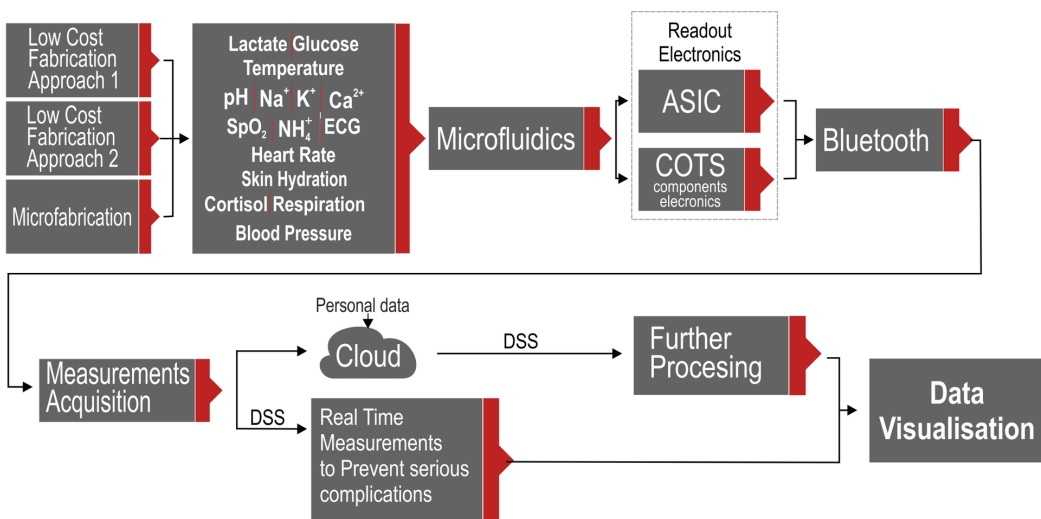 Low Cost
Fabrication
Approach 1
Low Cost
Fabrication
Approach 2
Microfabrication
Lactate Glucose
Temperature
pH Na⁺ K⁺ Ca²⁺
SpO₂ NH₄⁺ ECG
Heart Rate
Skin Hydration
Cortisol Respiration
Blood Pressure
Microfluidics
Readout
Electronics
ASIC
COTS
components
elecronics
Bluetooth
Measurements
Acquisition
Personal data
Cloud
DSS
Further
Procesing
DSS
Real Time
Measurements
to Prevent serious
complications
Data
Visualisation